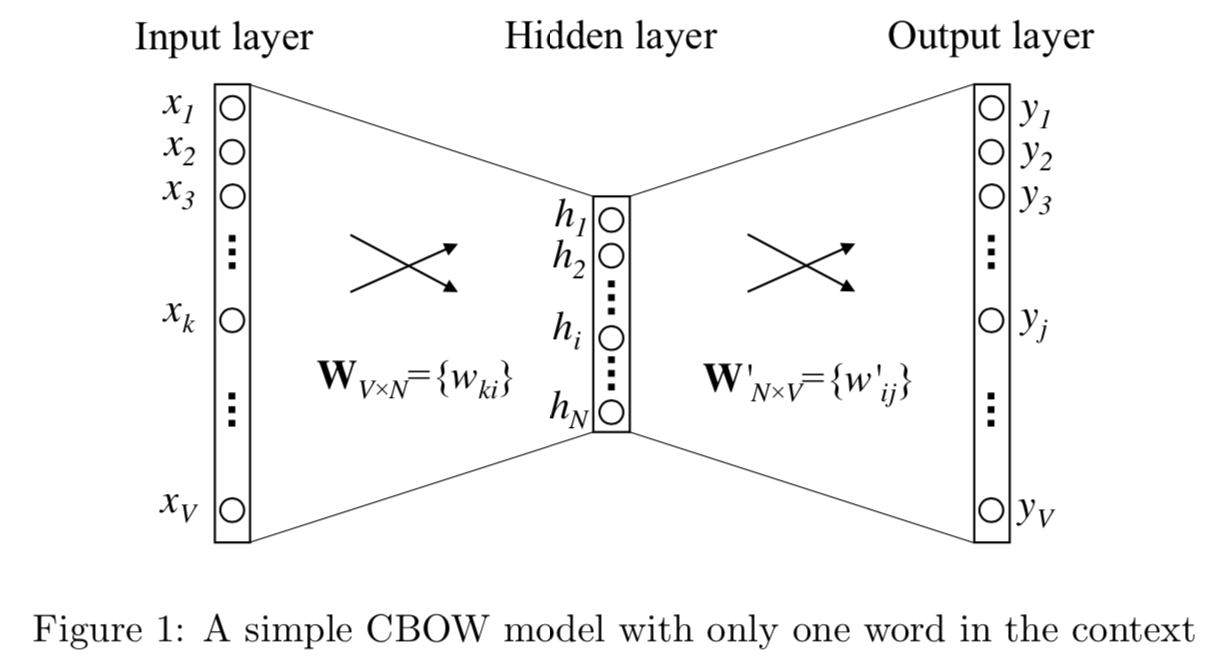 Input layer Hidden layer Output layer
x1
x2
x3
xk
xV
W V×N={wki}
h1
h2
hi
hN
W'N×V={w'ij}
y1
y2
y3
yj
yV
Figure 1: A simple CBOW model with only one word in the context